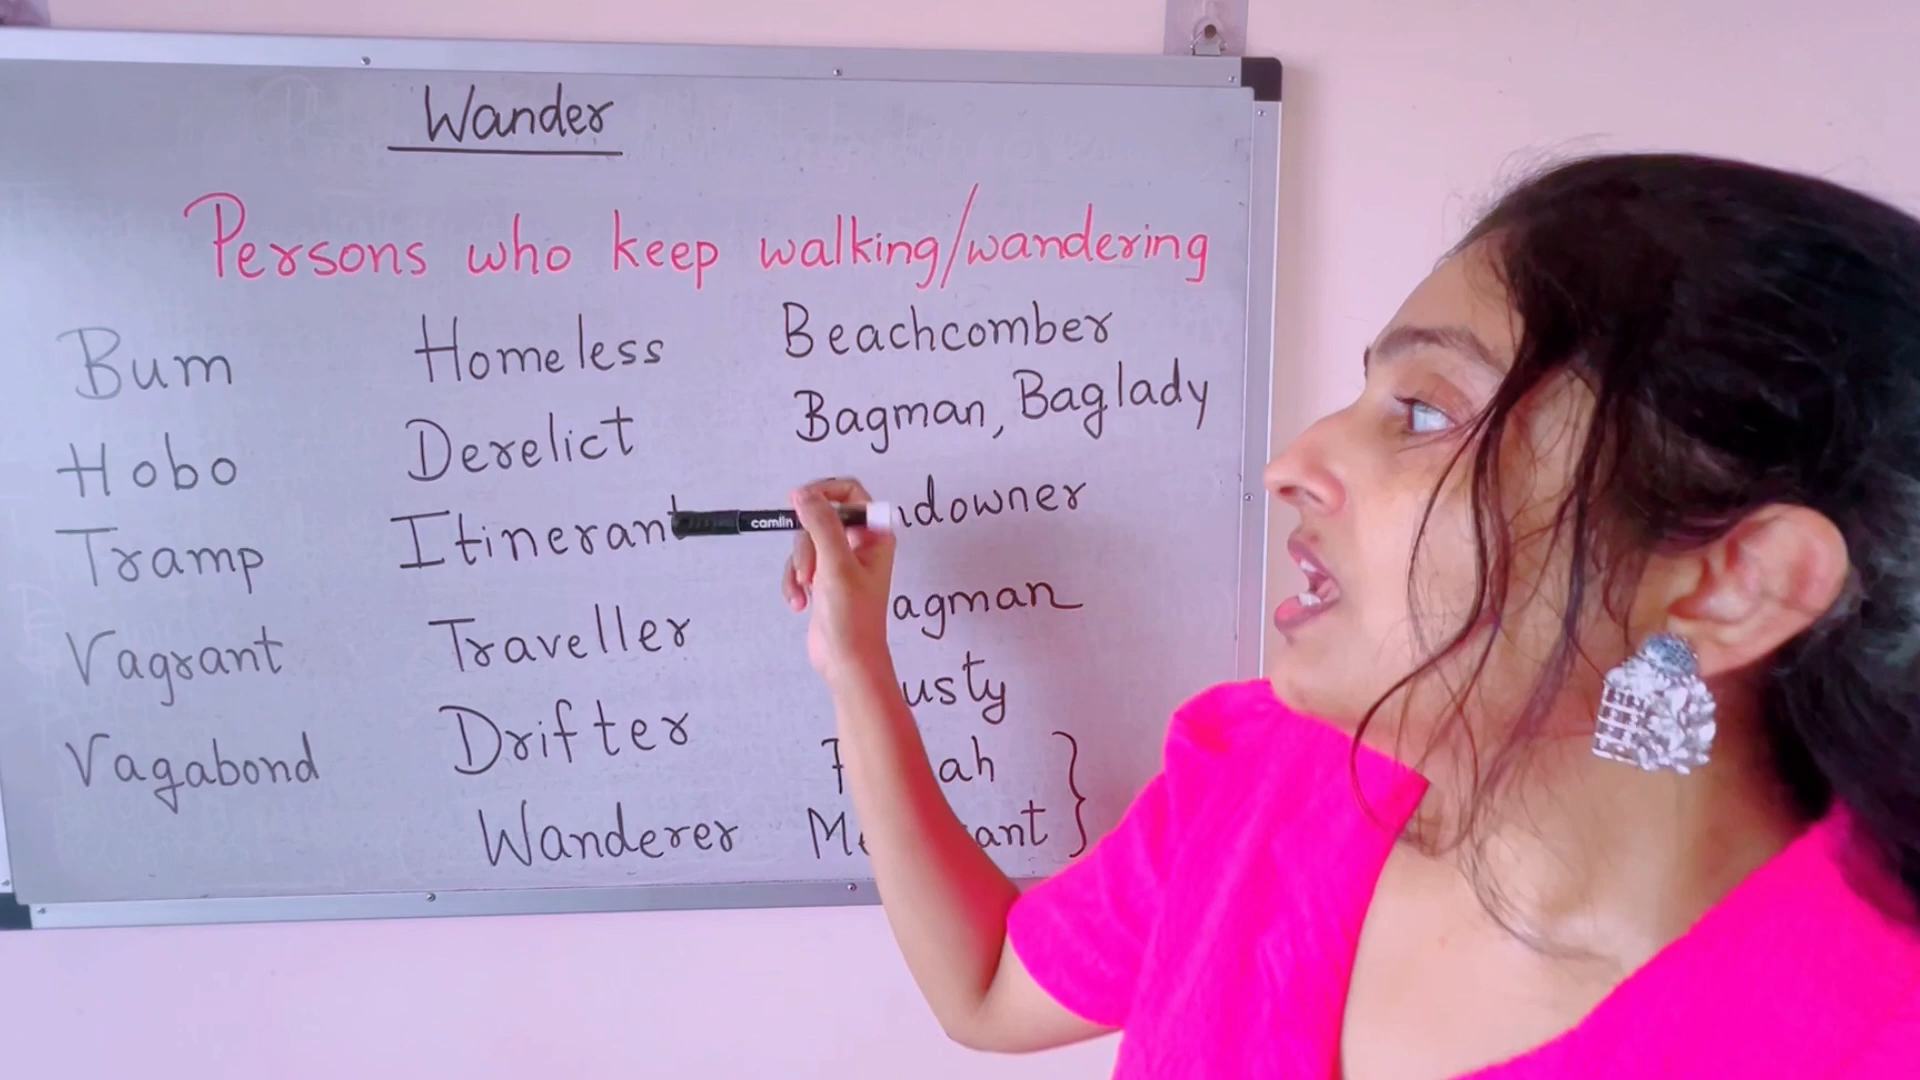 Wander
Persons who keep walking/wandering
Bum
Hobo
Tramp
Vagrant
Vagabond
Homeless
Derelict
Itinerant
Traveller
Drifter
Wanderer
Beachcomber
Bagman, Baglady
camlin